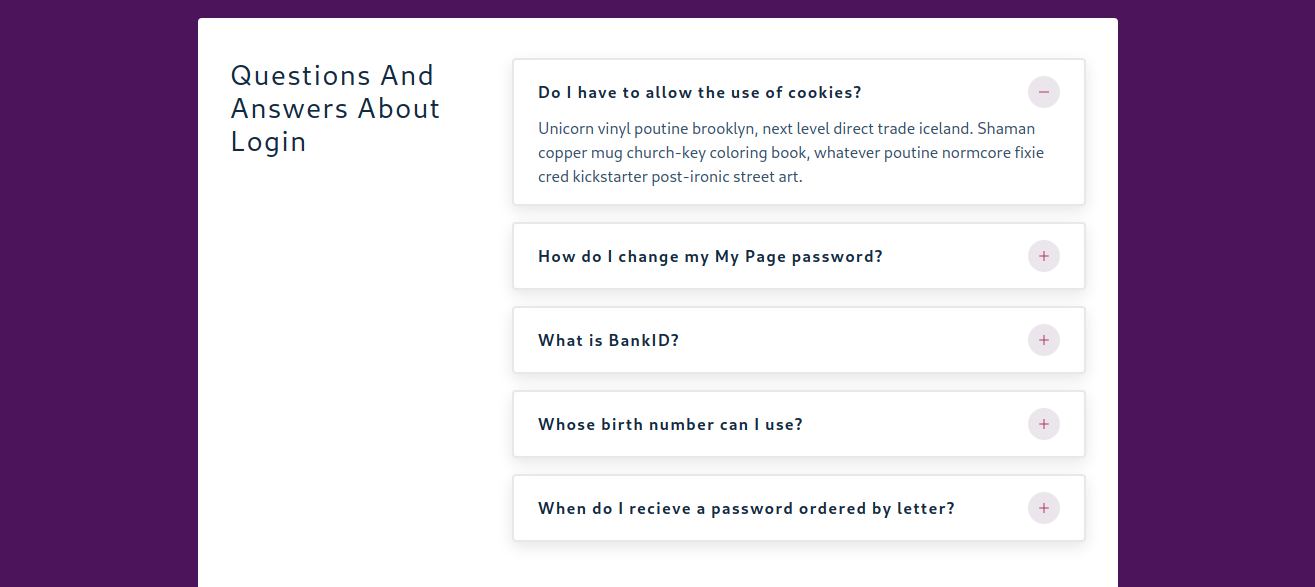 Questions And
Answers About
Login
Do I have to allow the use of cookies?
Unicorn vinyl poutine brooklyn, next level direct trade iceland. Shaman
copper mug church-key coloring book, whatever poutine normcore fixie
cred kickstarter post-ironic street art.
How do I change my My Page password?
What is BankID?
Whose birth number can I use?
When do I recieve a password ordered by letter?